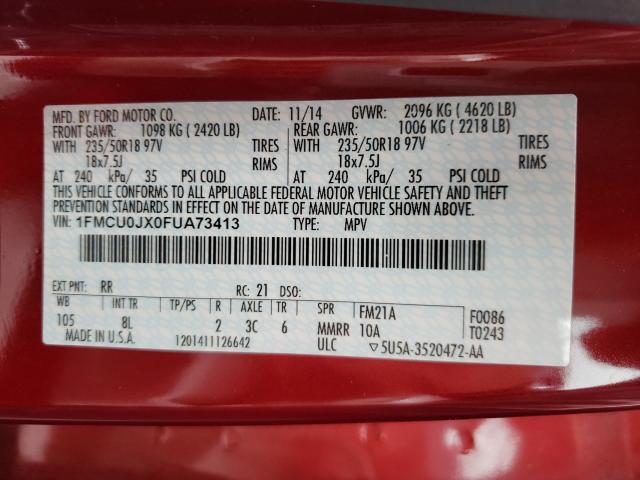 MFD. BY FORD MOTOR CO. DATE: 11/14 GVWR: 2096 KG ( 4620 LB)
FRONT GAWR: 1098 KG ( 2420 LB) REAR GAWR: 1006 KG ( 2218 LB)
WITH 235/50R18 97V TIRES WITH 235/50R18 97V TIRES
18x7.5J RIMS 18x7.5J RIMS
AT 240 kPa/ 35 PSI COLD AT 240 kPa/ 35 PSI COLD
THIS VEHICLE CONFORMS TO ALL APPLICABLE FEDERAL MOTOR VEHICLE SAFETY AND THEFT
PREVENTION STANDARDS IN EFFECT ON THE DATE OF MANUFACTURE SHOWN ABOVE.
VIN: 1FMCU0JX0FUA73413 TYPE: MPV
EXT PNT: RR RC: 21 DSO:
WB INT TR TP/PS R AXLE TR SPR FM21A F0086
105 8L 2 3C 6 MMRR 10A T0243
MADE IN U.S.A. 1201411126642 ULC 5U5A-3520472-AA